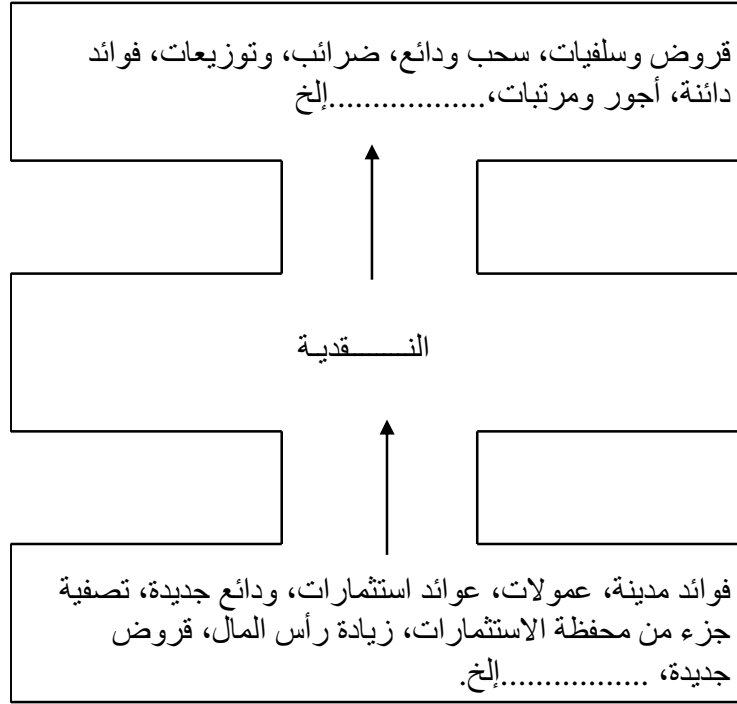 قروض وسلفيات، سحب ودائع، ضرائب، وتوزيعات، فوائد
دائنة، أجور ومرتبات،..................إلخ
النـــــــقديـة
فوائد مدينة، عمولات، عوائد استثمارات، ودائع جديدة، تصفية
جزء من محفظة الاستثمارات، زيادة رأس المال، قروض
جديدة، .................إلخ.